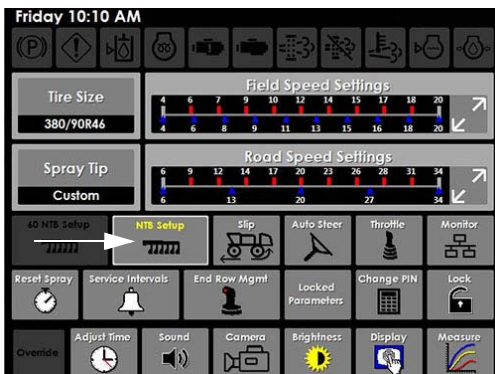 Friday 10:10 AM
(P)
Tire Size
380/90R46
Field Speed Settings
4 6 7 9 10 12 14 15 17 18 20
4 6 8 9 11 13 15 16 18 20
Spray Tip
Custom
Road Speed Settings
6 9 12 14 17 20 23 26 28 31 34
6 13 20 27 34
60 NTB Setup
NTB Setup
Slip
Auto Steer
Throttle
Monitor
Reset Spray
Service Intervals
End Row Mgmt
Locked
Parameters
Change PIN
Lock
Override
Adjust Time
Sound
Camera
Brightness
Display
Measure